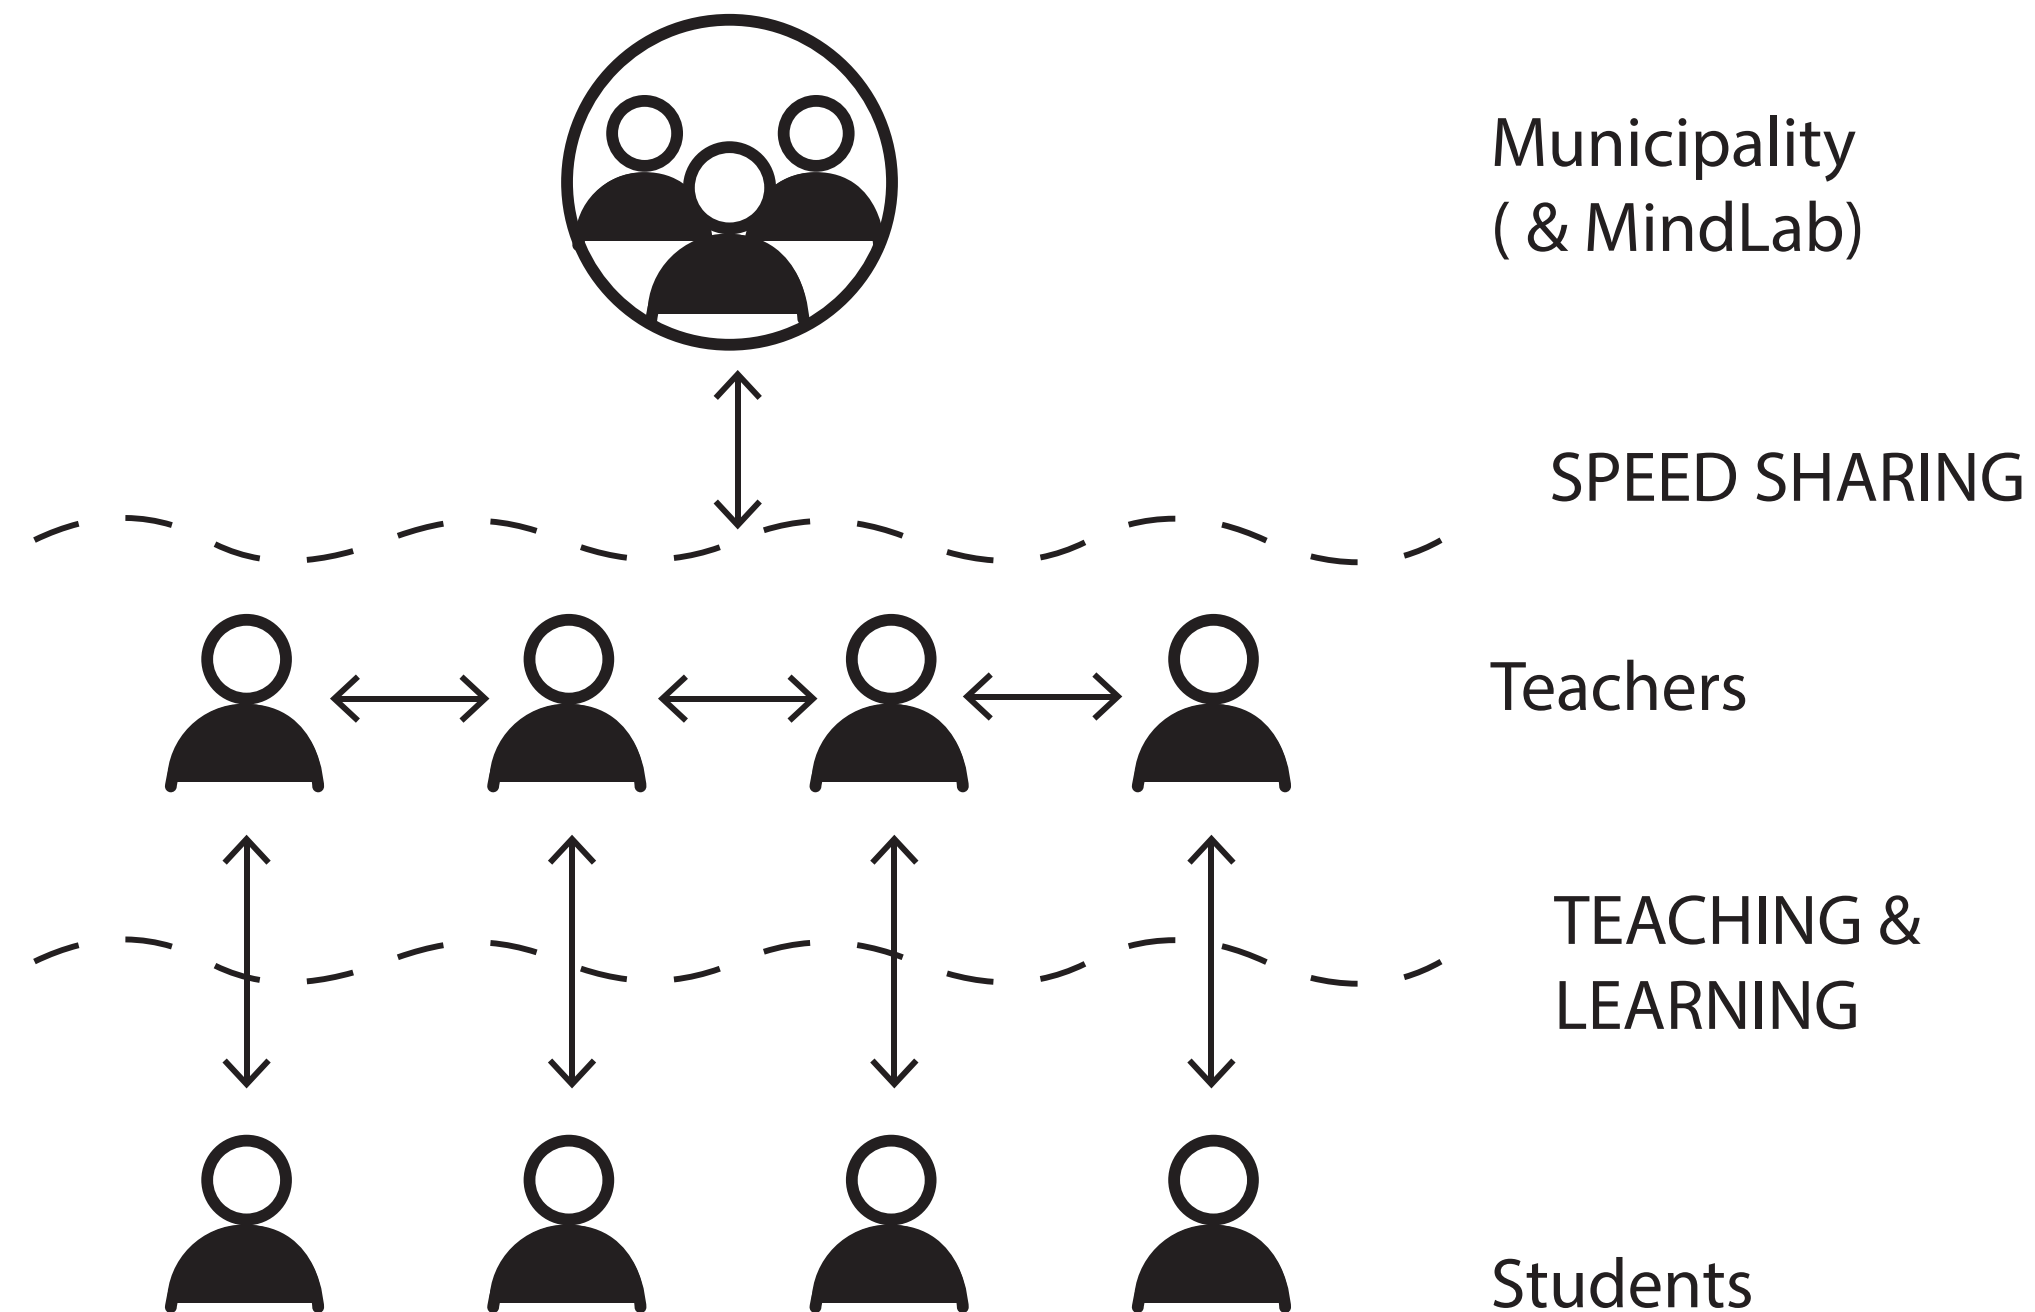 Municipality
( & MindLab)
SPEED SHARING
Teachers
TEACHING &
LEARNING
Students